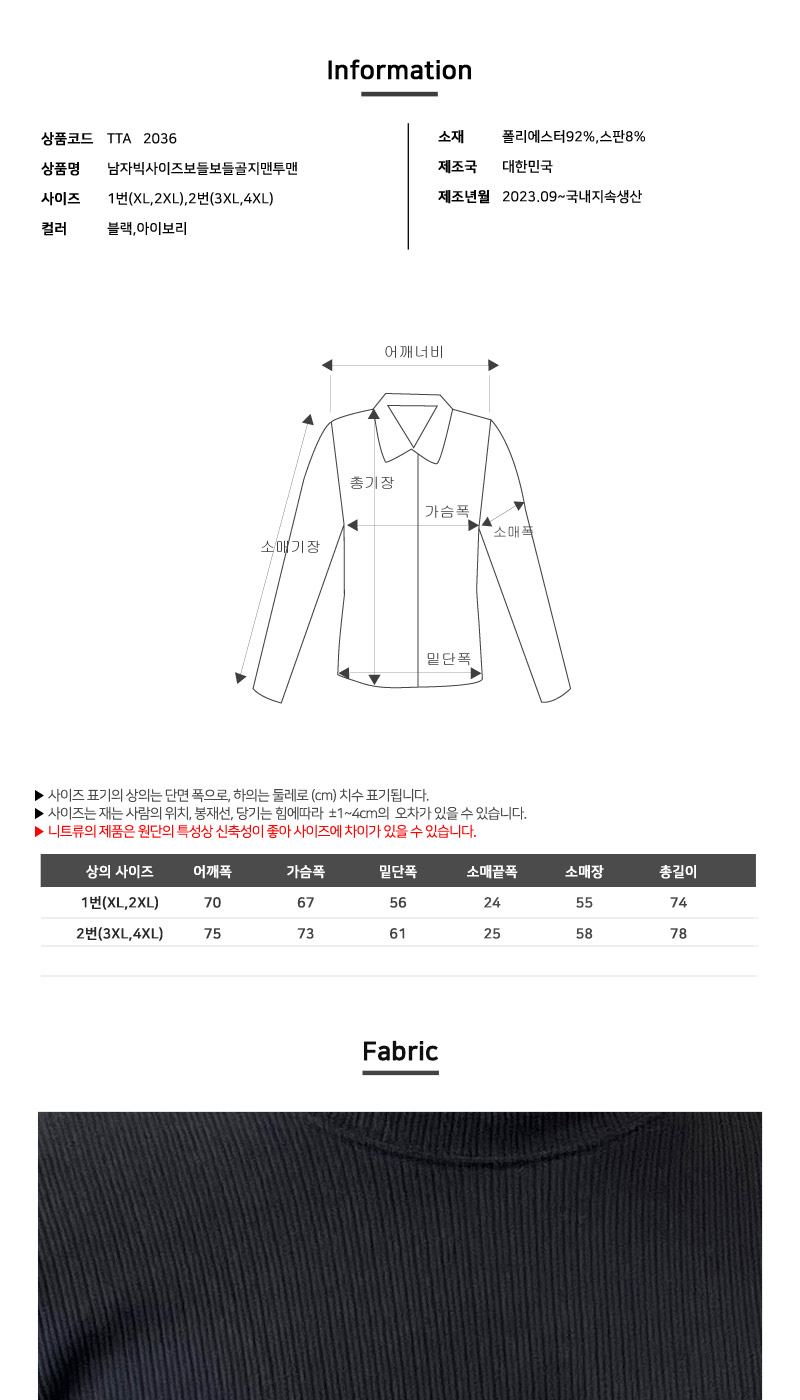 Information
상품코드 TTA 2036
상품명 남자빅사이즈보들보들골지맨투맨
사이즈 1번(XL,2XL),2번(3XL,4XL)
컬러 블랙,아이보리
소재 폴리에스터92%,스판8%
제조국 대한민국
제조년월 2023.09~국내지속생산
어깨너비
총기장
가슴폭
소매폭
소매기장
밑단폭
▶ 사이즈 표기의 상의는 단면 폭으로, 하의는 둘레로 (cm) 치수 표기됩니다.
▶ 사이즈는 재는 사람의 위치, 봉재선, 당기는 힘에따라 ±1~4cm의 오차가 있을 수 있습니다.
▶ 니트류의 제품은 원단의 특성상 신축성이 좋아 사이즈에 차이가 있을 수 있습니다.
상의 사이즈 어깨폭 가슴폭 밑단폭 소매끝폭 소매장 총길이
1번(XL,2XL) 70 67 56 24 55 74
2번(3XL,4XL) 75 73 61 25 58 78
Fabric